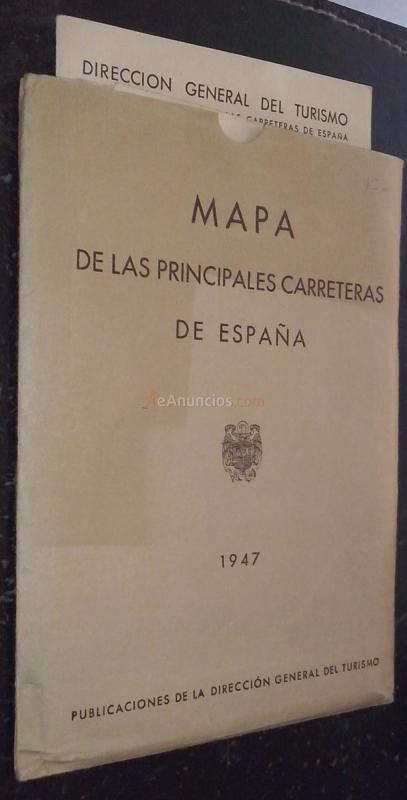 DIRECCION GENERAL DEL TURISMO
CARRETERAS DE ESPAÑA
MAPA
DE LAS PRINCIPALES CARRETERAS
DE ESPAÑA
eAnuncios.com
1947
PUBLICACIONES DE LA DIRECCIÓN GENERAL DEL TURISMO